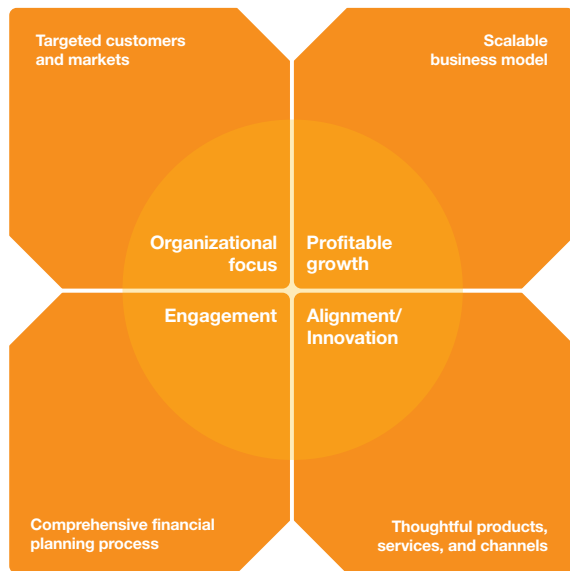 Targeted customers
and markets
Scalable
business model
Organizational
focus
Profitable
growth
Engagement
Alignment/
Innovation
Comprehensive financial
planning process
Thoughtful products,
services, and channels